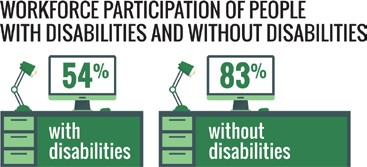 WORKFORCE PARTICIPATION OF PEOPLE
WITH DISABILITIES AND WITHOUT DISABILITIES
54%
83%
with
disabilities
without
disabilities